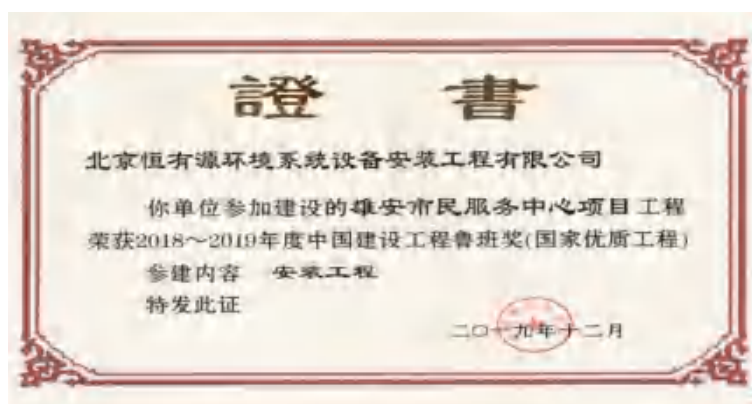 證 書
北京恒有源环境系统设备安装工程有限公司
你单位参加建设的雄安市民服务中心项目工程
荣获2018～2019年度中国建设工程鲁班奖(国家优质工程)
参建内容 安装工程
特发此证
二〇一九年十二月